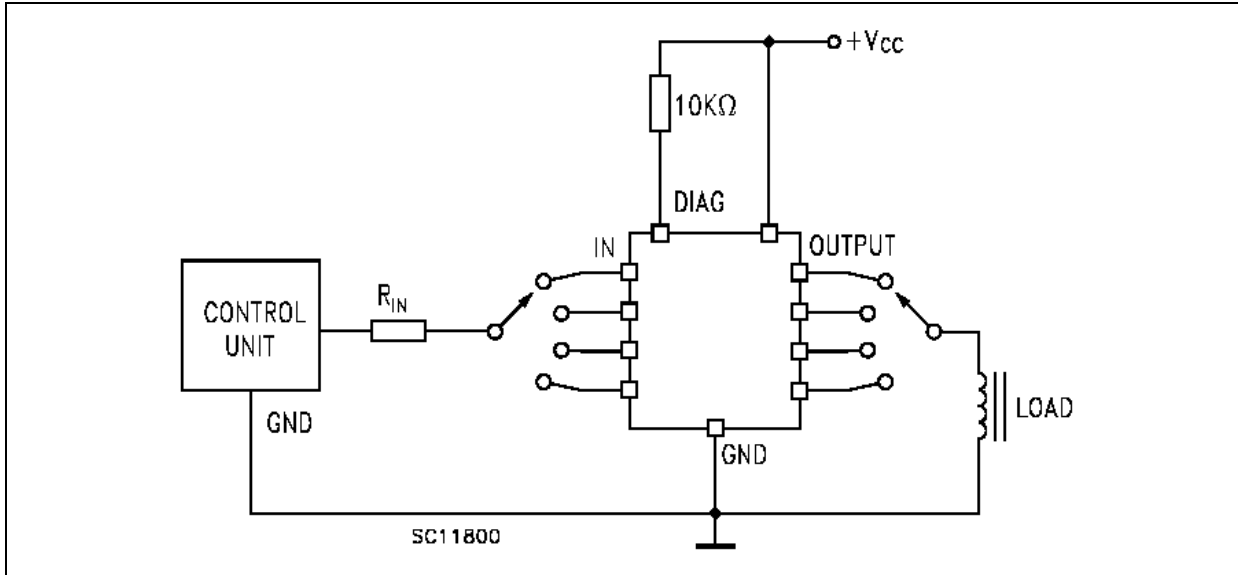 +VCC
10KΩ
DIAG
IN
OUTPUT
RIN
CONTROL
UNIT
GND
LOAD
GND
SC11800